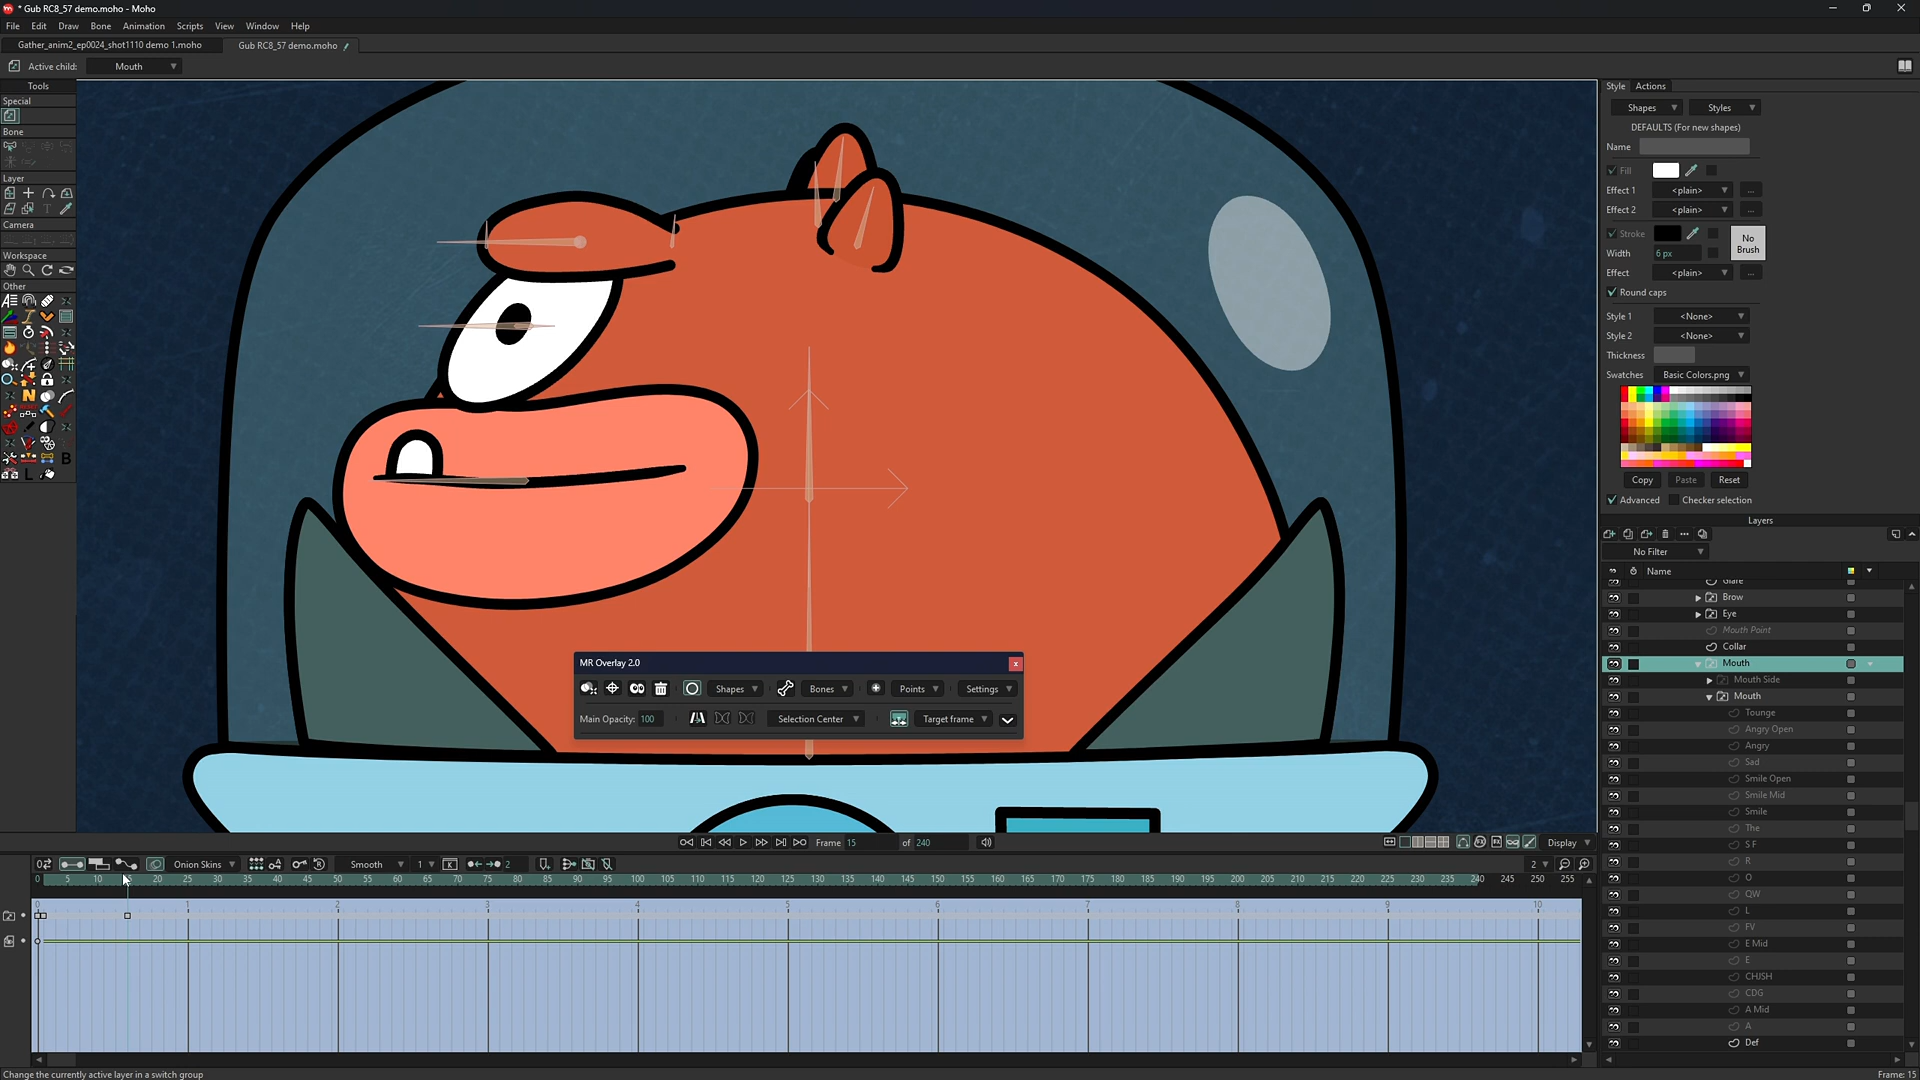 * Gub RC8_57 demo.moho - Moho
File Edit Draw Bone Animation Scripts View Window Help
Gather_anim2_ep0024_shot1110 demo 1.moho Gub RC8_57 demo.moho
Active child: Mouth
Tools
Special
Bone
Layer
Camera
Workspace
Other
Style Actions
Shapes Styles
DEFAULTS (For new shapes)
Name
Fill
Effect 1 <plain> ...
Effect 2 <plain> ...
Stroke
No Brush
Width 6 px
Effect <plain> ...
Round caps
Style 1 <None>
Style 2 <None>
Thickness
Swatches Basic Colors.png
Copy Paste Reset
Advanced Checker selection
Layers
No Filter
Name
Glare
Brow
Eye
Mouth Point
Collar
Mouth
Mouth Side
Mouth
Tounge
Angry Open
Angry
Sad
Smile Open
Smile Mid
Smile
The
S F
R
O
QW
L
FV
E Mid
E
CHJSH
CDG
A Mid
A
Def
MR Overlay 2.0
Shapes Bones Points Settings
Main Opacity: 100 Selection Center Target frame
Frame 15 of 240
Display
Onion Skins Smooth 1 2
2
0 5 10 15 20 25 30 35 40 45 50 55 60 65 70 75 80 85 90 95 100 105 110 115 120 125 130 135 140 145 150 155 160 165 170 175 180 185 190 195 200 205 210 215 220 225 230 235 240 245 250 255
0 1 2 3 4 5 6 7 8 9 10
Change the currently active layer in a switch group
Frame: 15